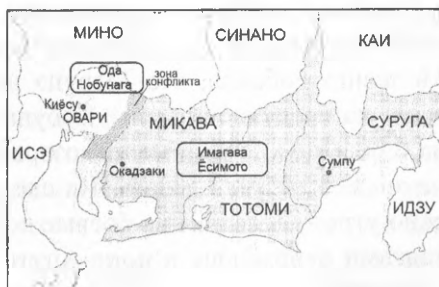 МИНО
СИНАНО
КАИ
Ода
Нобунага
зона
конфликта
Киёсу
ОВАРИ
МИКАВА
СУРУГА
ИСЭ
Окадзаки
Имагава
Ёсимото
Сумпу
ТОТОМИ
ИДЗУ